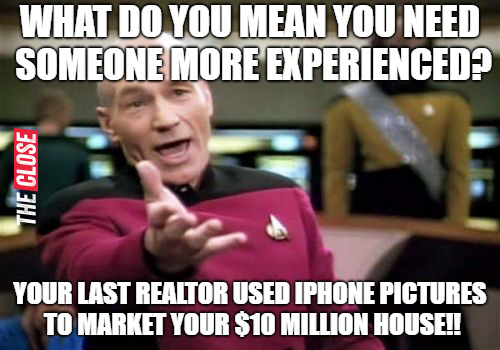 WHAT DO YOU MEAN YOU NEED
SOMEONE MORE EXPERIENCED?
THE CLOSE
YOUR LAST REALTOR USED IPHONE PICTURES
TO MARKET YOUR $10 MILLION HOUSE!!